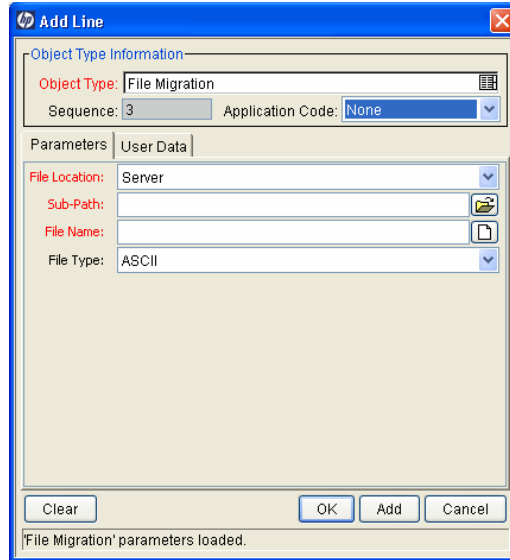 hp Add Line
Object Type Information
Object Type: File Migration
Sequence: 3 Application Code: None
Parameters User Data
File Location: Server
Sub-Path:
File Name:
File Type: ASCII
Clear OK Add Cancel
'File Migration' parameters loaded.